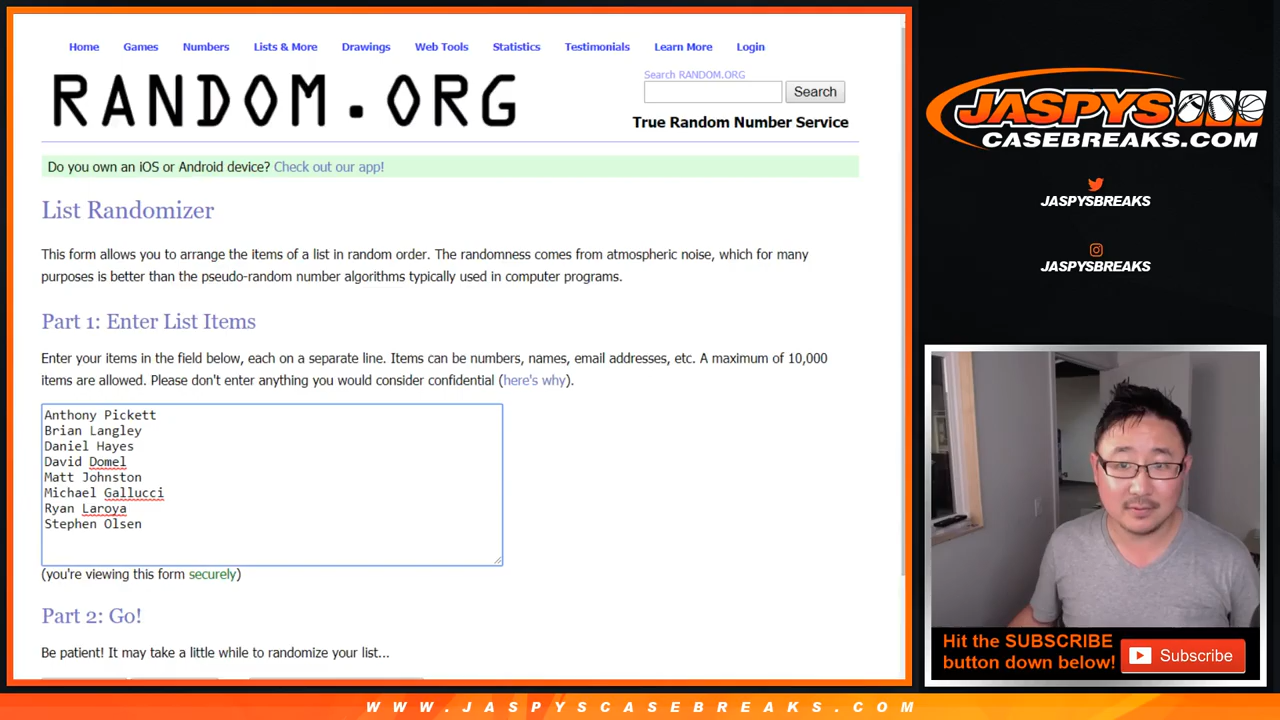 Home Games Numbers Lists & More Drawings Web Tools Statistics Testimonials Learn More Login
RANDOM.ORG
Search RANDOM.ORG
Search
True Random Number Service
Do you own an iOS or Android device? Check out our app!
List Randomizer
This form allows you to arrange the items of a list in random order. The randomness comes from atmospheric noise, which for many
purposes is better than the pseudo-random number algorithms typically used in computer programs.
Part 1: Enter List Items
Enter your items in the field below, each on a separate line. Items can be numbers, names, email addresses, etc. A maximum of 10,000
items are allowed. Please don't enter anything you would consider confidential (here's why).
Anthony Pickett
Brian Langley
Daniel Hayes
David Domel
Matt Johnston
Michael Gallucci
Ryan Laroya
Stephen Olsen
(you're viewing this form securely)
Part 2: Go!
Be patient! It may take a little while to randomize your list...
JASPYS
CASEBREAKS.COM
JASPYSBREAKS
JASPYSBREAKS
Hit the SUBSCRIBE
button down below!
Subscribe
WWW.JASPYSCASEBREAKS.COM